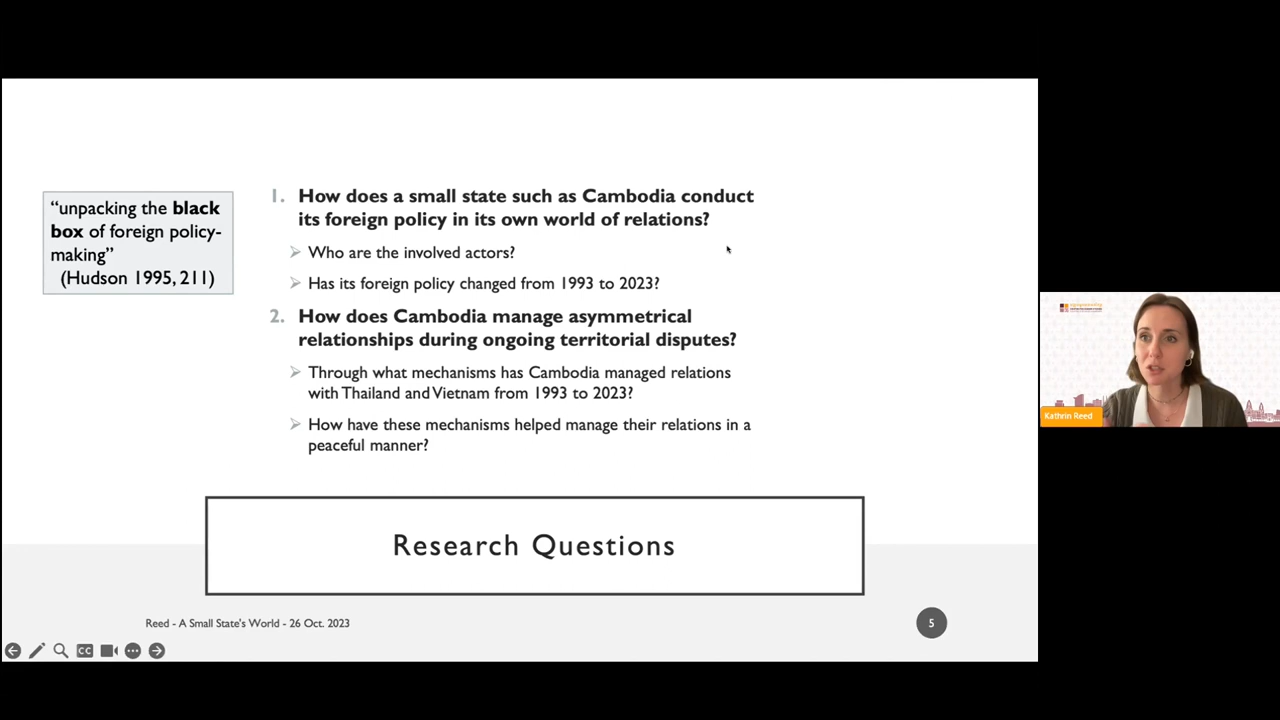 “unpacking the black
box of foreign policy-
making”
(Hudson 1995, 211)
1. How does a small state such as Cambodia conduct
its foreign policy in its own world of relations?
Who are the involved actors?
Has its foreign policy changed from 1993 to 2023?
2. How does Cambodia manage asymmetrical
relationships during ongoing territorial disputes?
Through what mechanisms has Cambodia managed relations
with Thailand and Vietnam from 1993 to 2023?
How have these mechanisms helped manage their relations in a
peaceful manner?
Research Questions
Reed - A Small State's World - 26 Oct. 2023
5
CC
Kathrin Reed